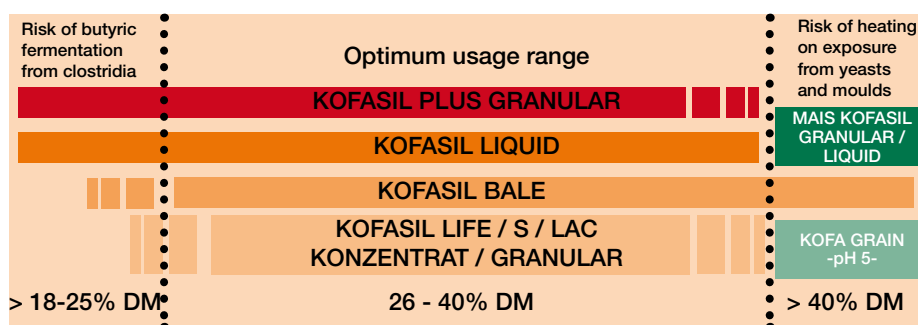 Risk of butyric
fermentation
from clostridia
Optimum usage range
Risk of heating
on exposure
from yeasts
and moulds
KOFASIL PLUS GRANULAR
MAIS KOFASIL
GRANULAR /
LIQUID
KOFASIL LIQUID
KOFASIL BALE
KOFASIL LIFE / S / LAC
KONZENTRAT / GRANULAR
KOFA GRAIN
-pH 5-
> 18-25% DM
26 - 40% DM
> 40% DM